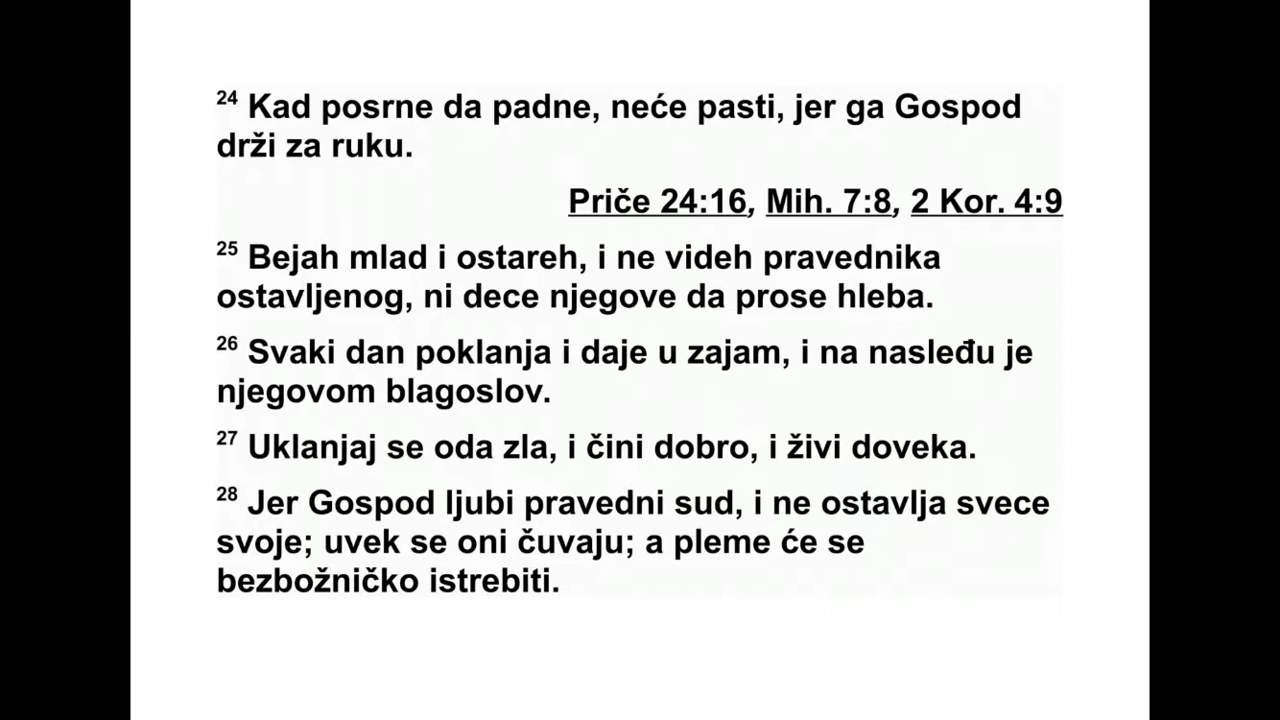 24 Kad posrne da padne, neće pasti, jer ga Gospod
drži za ruku.
Priče 24:16, Mih. 7:8, 2 Kor. 4:9
25 Bejah mlad i ostareh, i ne videh pravednika
ostavljenog, ni dece njegove da prose hleba.
26 Svaki dan poklanja i daje u zajam, i na nasleđu je
njegovom blagoslov.
27 Uklanjaj se oda zla, i čini dobro, i živi doveka.
28 Jer Gospod ljubi pravedni sud, i ne ostavlja svece
svoje; uvek se oni čuvaju; a pleme će se
bezbožničko istrebiti.